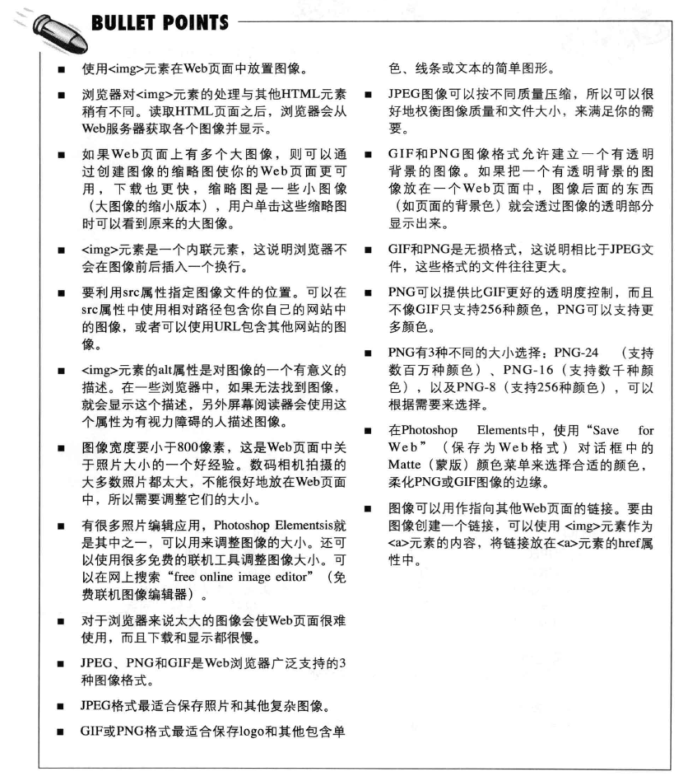 BULLET POINTS
■ 使用<img>元素在Web页面中放置图像。
■ 浏览器对<img>元素的处理与其他HTML元素
稍有不同。读取HTML页面之后，浏览器会从
Web服务器获取各个图像并显示。
■ 如果Web页面上有多个大图像，则可以通
过创建图像的缩略图使你的Web页面更可
用，下载也更快，缩略图是一些小图像
（大图像的缩小版本），用户单击这些缩略图
时可以看到原来的大图像。
■ <img>元素是一个内联元素，这说明浏览器不
会在图像前后插入一个换行。
■ 要利用src属性指定图像文件的位置。可以在
src属性中使用相对路径包含你自己的网站中
的图像，或者可以使用URL包含其他网站的图
像。
■ <img>元素的alt属性是对图像的一个有意义的
描述。在一些浏览器中，如果无法找到图像，
就会显示这个描述，另外屏幕阅读器会使用这
个属性为有视力障碍的人描述图像。
■ 图像宽度要小于800像素，这是Web页面中关
于照片大小的一个好经验。数码相机拍摄的
大多数照片都太大，不能很好地放在Web页面
中，所以需要调整它们的大小。
■ 有很多照片编辑应用，Photoshop Elementsis就
是其中之一，可以用来调整图像的大小。还可
以使用很多免费的联机工具调整图像大小。可
以在网上搜索“free online image editor”（免
费联机图像编辑器）。
■ 对于浏览器来说太大的图像会使Web页面很难
使用，而且下载和显示都很慢。
■ JPEG、PNG和GIF是Web浏览器广泛支持的3
种图像格式。
■ JPEG格式最适合保存照片和其他复杂图像。
■ GIF或PNG格式最适合保存logo和其他包含单
色、线条或文本的简单图形。
■ JPEG图像可以按不同质量压缩，所以可以很
好地权衡图像质量和文件大小，来满足你的需
要。
■ GIF和PNG图像格式允许建立一个有透明
背景的图像。如果把一个有透明背景的图
像放在一个Web页面中，图像后面的东西
（如页面的背景色）就会透过图像的透明部分
显示出来。
■ GIF和PNG是无损格式，这说明相比于JPEG文
件，这些格式的文件往往更大。
■ PNG可以提供比GIF更好的透明度控制，而且
不像GIF只支持256种颜色，PNG可以支持更
多颜色。
■ PNG有3种不同的大小选择：PNG-24 （支持
数百万种颜色）、PNG-16（支持数千种颜
色），以及PNG-8（支持256种颜色），可以
根据需要来选择。
■ 在Photoshop Elements中，使用“Save for
Web”（保存为Web格式）对话框中的
Matte（蒙版）颜色菜单来选择合适的颜色，
柔化PNG或GIF图像的边缘。
■ 图像可以用作指向其他Web页面的链接。要由
图像创建一个链接，可以使用 <img>元素作为
<a>元素的内容，将链接放在<a>元素的href属
性中。